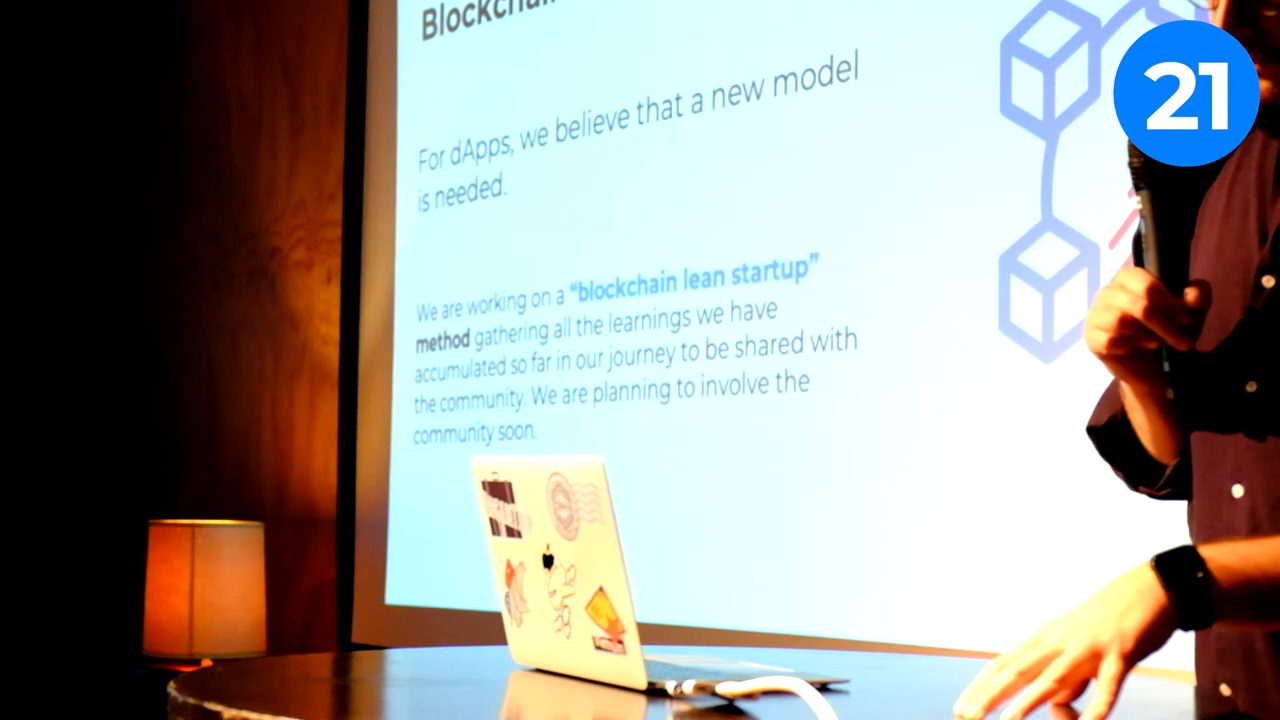 Blockchain
For dApps, we believe that a new model
is needed.
We are working on a “blockchain lean startup”
method gathering all the learnings we have
accumulated so far in our journey to be shared with
the community. We are planning to involve the
community soon.
21